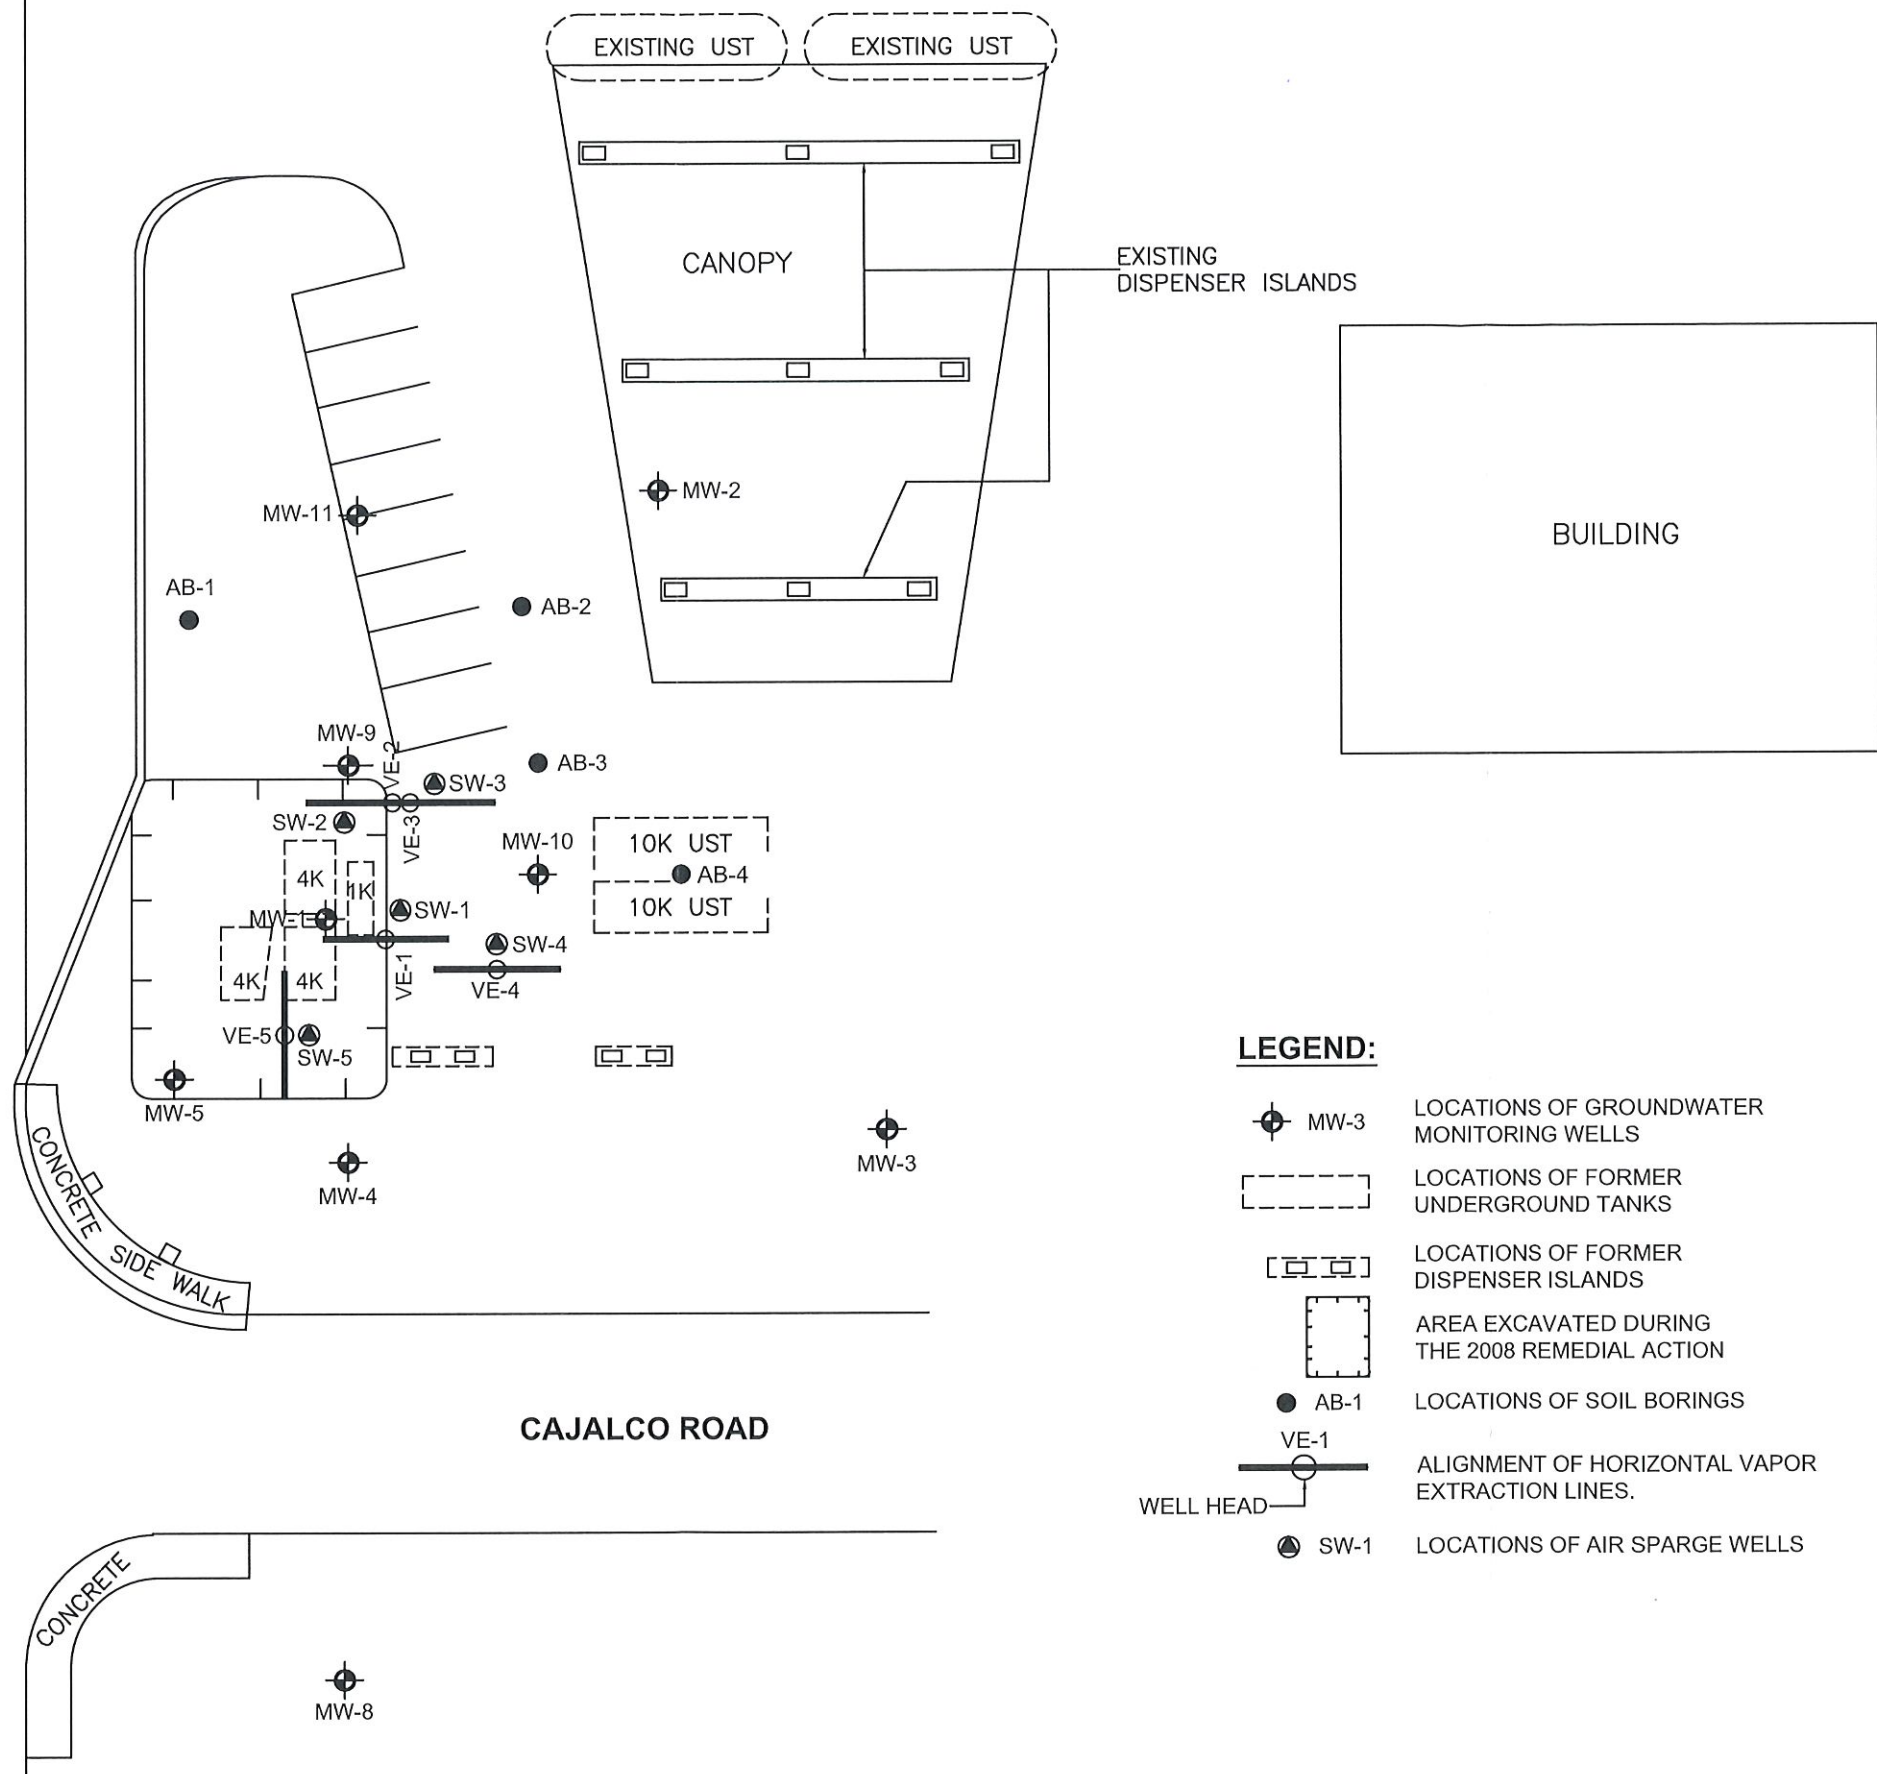 EXISTING UST
EXISTING UST
CANOPY
EXISTING
DISPENSER ISLANDS
MW-2
MW-11
BUILDING
AB-1
AB-2
MW-9
VE-2
AB-3
SW-3
SW-2
VE-3
MW-10
10K UST
4K
1K
AB-4
10K UST
MW-1
SW-1
SW-4
4K
4K
VE-1
VE-4
VE-5
SW-5
MW-5
MW-3
MW-4
CONCRETE SIDE WALK
CAJALCO ROAD
CONCRETE
MW-8
LEGEND:
MW-3
LOCATIONS OF GROUNDWATER
MONITORING WELLS
LOCATIONS OF FORMER
UNDERGROUND TANKS
LOCATIONS OF FORMER
DISPENSER ISLANDS
AREA EXCAVATED DURING
THE 2008 REMEDIAL ACTION
AB-1
LOCATIONS OF SOIL BORINGS
VE-1
ALIGNMENT OF HORIZONTAL VAPOR
EXTRACTION LINES.
WELL HEAD
SW-1
LOCATIONS OF AIR SPARGE WELLS